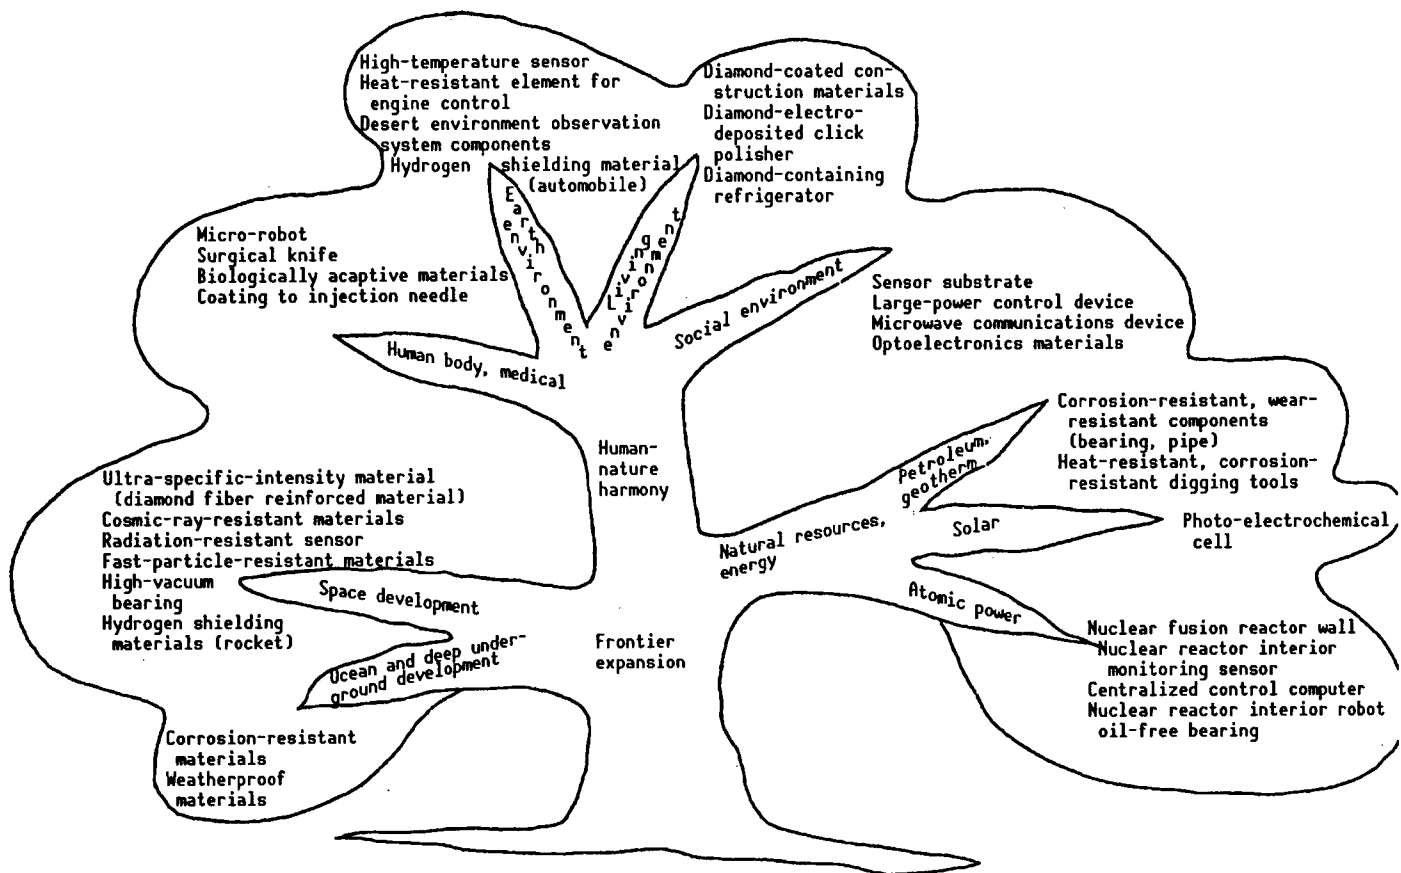 High-temperature sensor
Heat-resistant element for
engine control
Desert environment observation
system components
Hydrogen shielding material
(automobile)
Diamond-coated con-
struction materials
Diamond-electro-
deposited click
polisher
Diamond-containing
refrigerator
Micro-robot
Surgical knife
Biologically acaptive materials
Coating to injection needle
Earth
environment
Living
environment
Social environment
Sensor substrate
Large-power control device
Microwave communications device
Optoelectronics materials
Human body, medical
Human-
nature
harmony
Petroleum,
geotherm
Corrosion-resistant, wear-
resistant components
(bearing, pipe)
Heat-resistant, corrosion-
resistant digging tools
Ultra-specific-intensity material
(diamond fiber reinforced material)
Cosmic-ray-resistant materials
Radiation-resistant sensor
Fast-particle-resistant materials
High-vacuum
bearing
Hydrogen shielding
materials (rocket)
Natural resources,
energy
Solar
Photo-electrochemical
cell
Space development
Atomic power
Ocean and deep under-
ground development
Frontier
expansion
Nuclear fusion reactor wall
Nuclear reactor interior
monitoring sensor
Centralized control computer
Nuclear reactor interior robot
oil-free bearing
Corrosion-resistant
materials
Weatherproof
materials